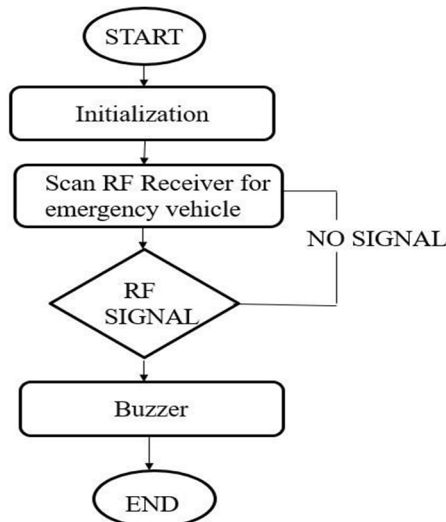 START
Initialization
Scan RF Receiver for
emergency vehicle
NO SIGNAL
RF
SIGNAL
Buzzer
END